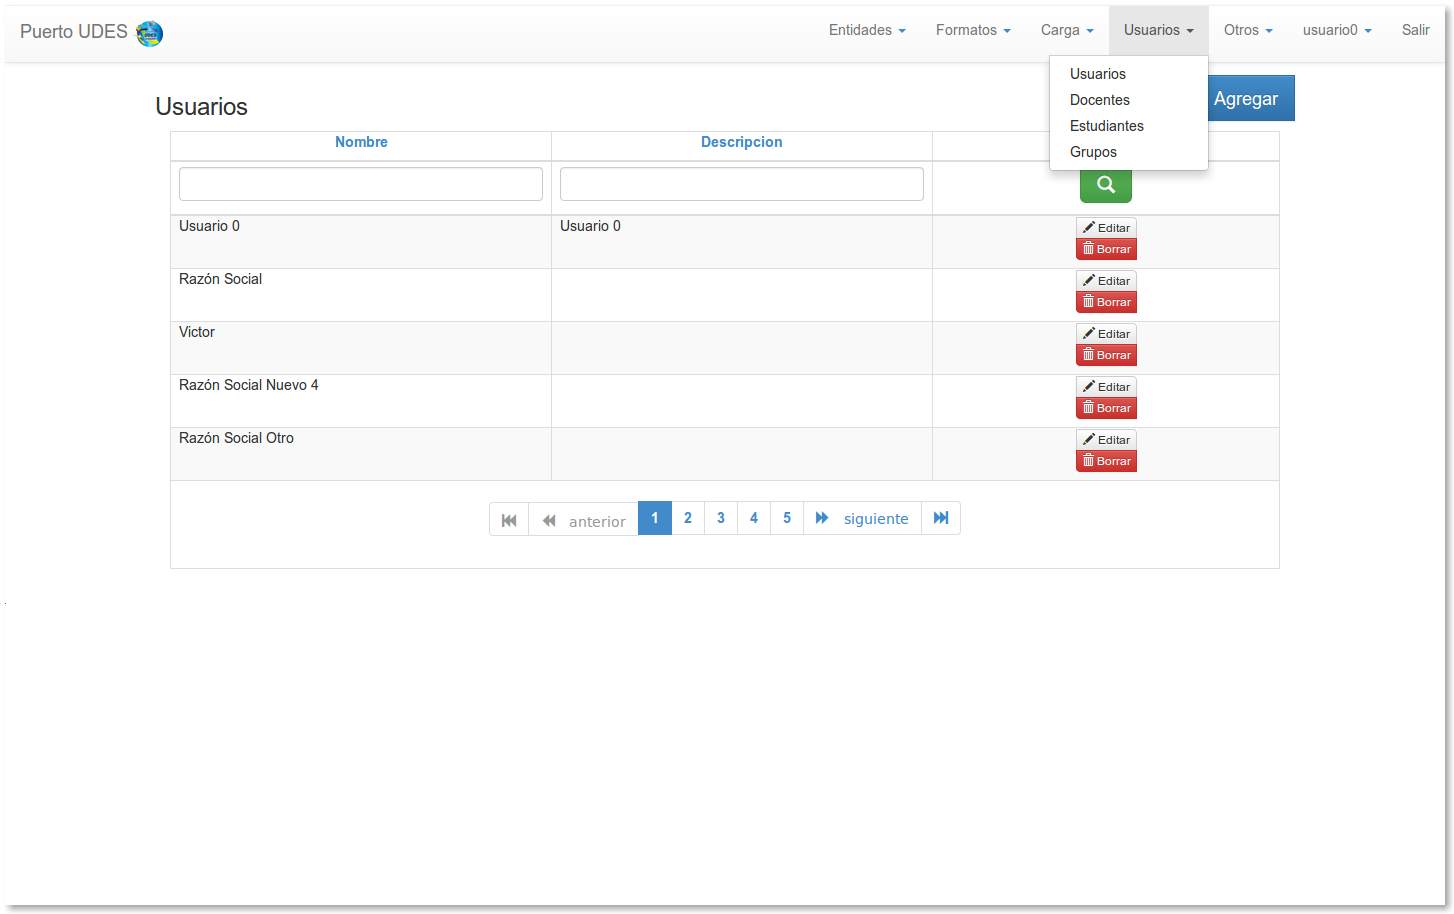 Puerto UDES
Entidades Formatos Carga Usuarios Otros usuario0 Salir
Usuarios
Docentes
Estudiantes
Grupos
Usuarios
Agregar
Nombre Descripcion
Usuario 0 Usuario 0 Editar
Borrar
Razón Social Editar
Borrar
Victor Editar
Borrar
Razón Social Nuevo 4 Editar
Borrar
Razón Social Otro Editar
Borrar
anterior 1 2 3 4 5 siguiente